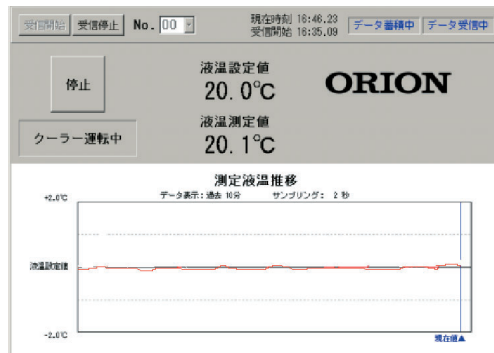 受信開始 受信停止 No. 00 現在時刻 16:46.23 データ蓄積中 データ受信中
受信開始 16:35.09
停止
液温設定値
20.0℃
ORION
クーラー運転中
液温測定値
20.1℃
測定液温推移
データ表示：過去 10分 サンプリング： 2 秒
+2.0℃
液温設定値
-2.0℃
現在値▲